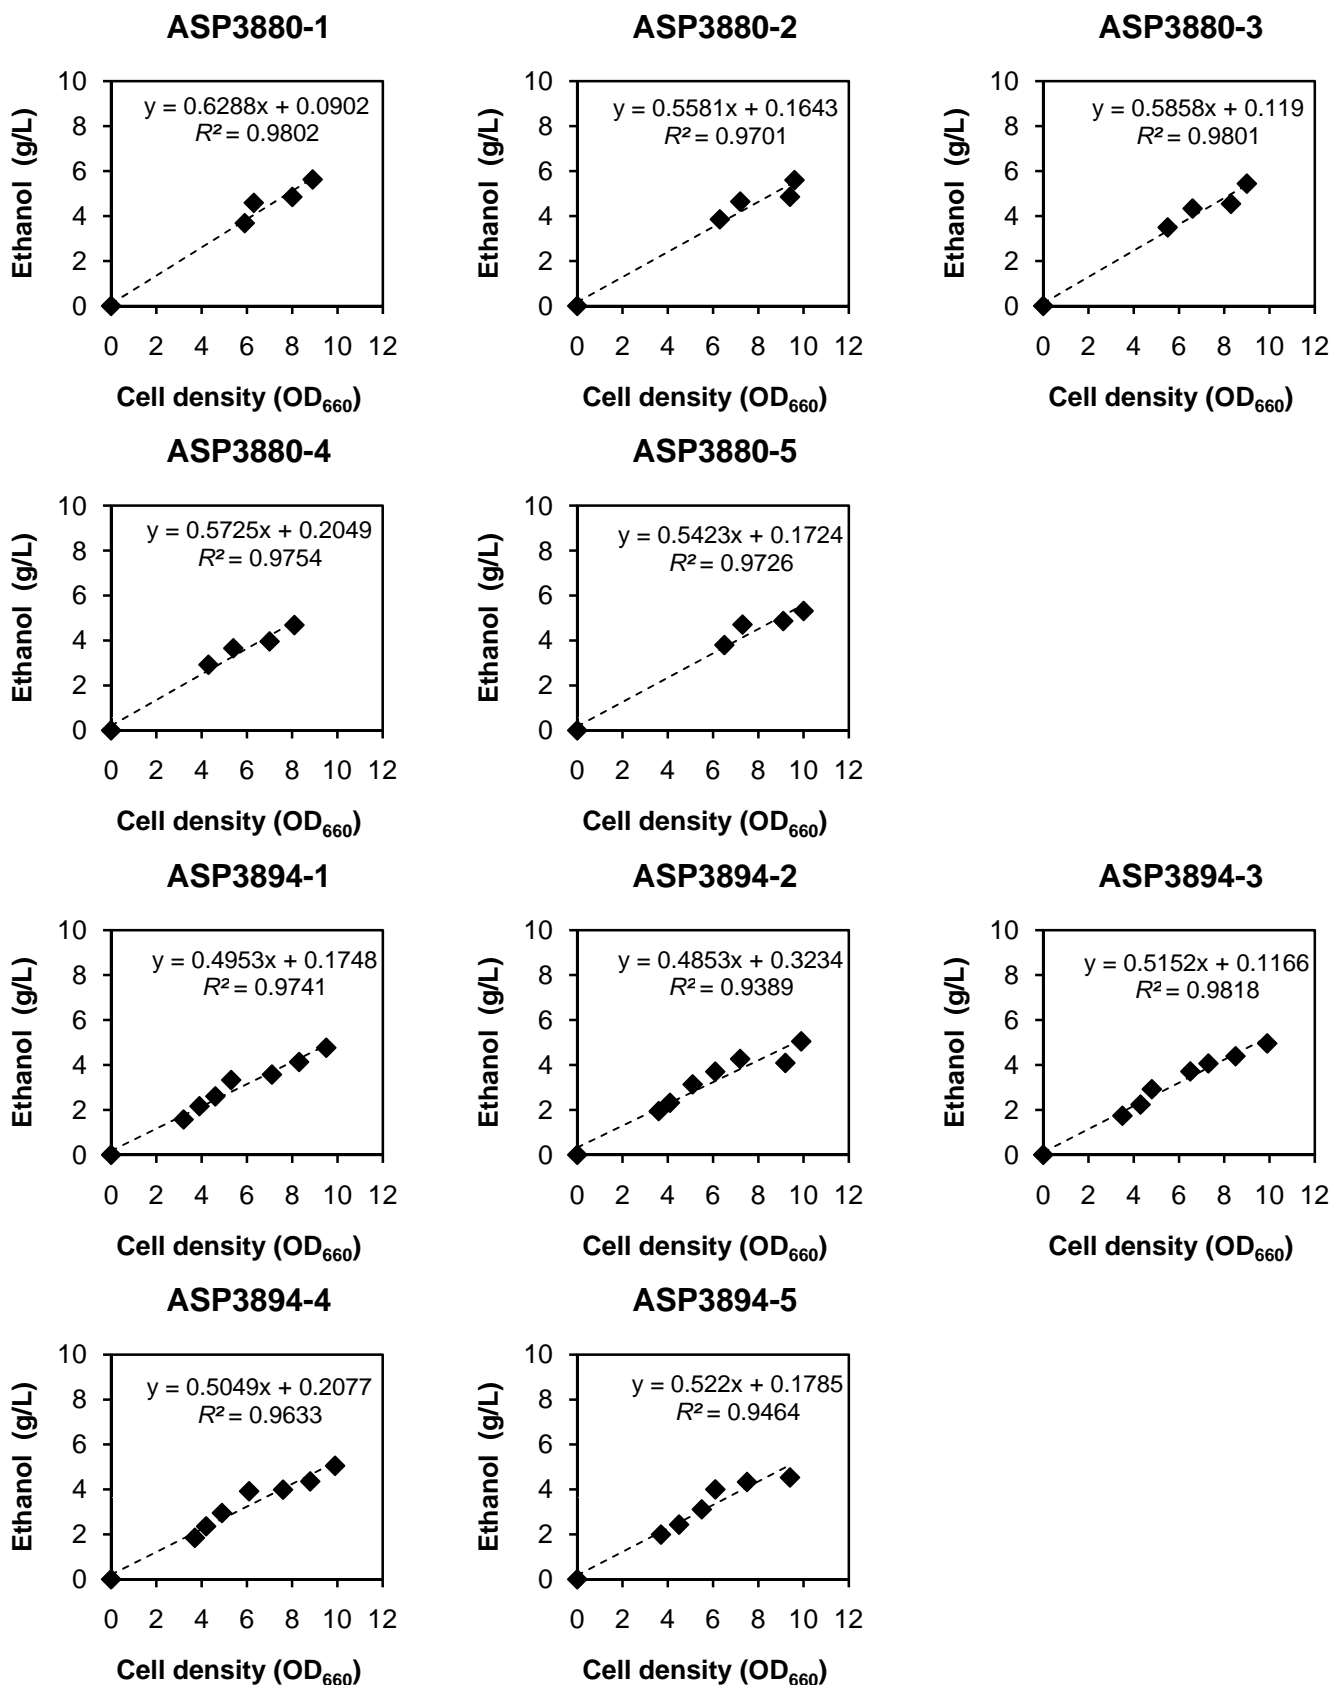 ASP3880-1
y = 0.6288x + 0.0902
R² = 0.9802
Ethanol (g/L)
10
8
6
4
2
0
0 2 4 6 8 10 12
Cell density (OD660)
ASP3880-2
y = 0.5581x + 0.1643
R² = 0.9701
Ethanol (g/L)
10
8
6
4
2
0
0 2 4 6 8 10 12
Cell density (OD660)
ASP3880-3
y = 0.5858x + 0.119
R² = 0.9801
Ethanol (g/L)
10
8
6
4
2
0
0 2 4 6 8 10 12
Cell density (OD660)
ASP3880-4
y = 0.5725x + 0.2049
R² = 0.9754
Ethanol (g/L)
10
8
6
4
2
0
0 2 4 6 8 10 12
Cell density (OD660)
ASP3880-5
y = 0.5423x + 0.1724
R² = 0.9726
Ethanol (g/L)
10
8
6
4
2
0
0 2 4 6 8 10 12
Cell density (OD660)
ASP3894-1
y = 0.4953x + 0.1748
R² = 0.9741
Ethanol (g/L)
10
8
6
4
2
0
0 2 4 6 8 10 12
Cell density (OD660)
ASP3894-2
y = 0.4853x + 0.3234
R² = 0.9389
Ethanol (g/L)
10
8
6
4
2
0
0 2 4 6 8 10 12
Cell density (OD660)
ASP3894-3
y = 0.5152x + 0.1166
R² = 0.9818
Ethanol (g/L)
10
8
6
4
2
0
0 2 4 6 8 10 12
Cell density (OD660)
ASP3894-4
y = 0.5049x + 0.2077
R² = 0.9633
Ethanol (g/L)
10
8
6
4
2
0
0 2 4 6 8 10 12
Cell density (OD660)
ASP3894-5
y = 0.522x + 0.1785
R² = 0.9464
Ethanol (g/L)
10
8
6
4
2
0
0 2 4 6 8 10 12
Cell density (OD660)